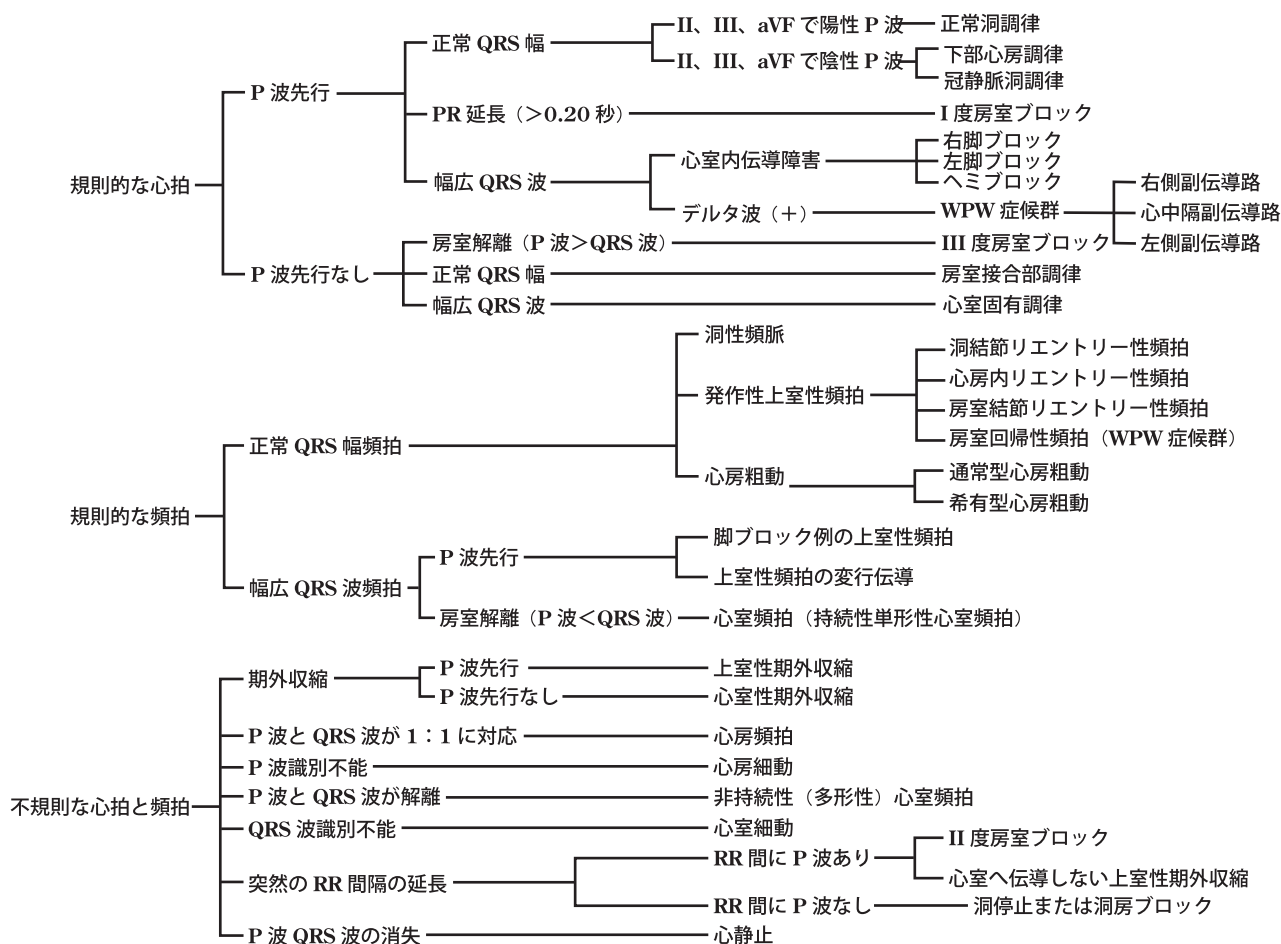 規則的な心拍
P 波先行
正常 QRS 幅
II、III、aVF で陽性 P 波
正常洞調律
II、III、aVF で陰性 P 波
下部心房調律
冠静脈洞調律
PR 延長（＞0.20 秒）
I 度房室ブロック
幅広 QRS 波
心室内伝導障害
右脚ブロック
左脚ブロック
ヘミブロック
デルタ波（＋）
WPW 症候群
右側副伝導路
心中隔副伝導路
左側副伝導路
P 波先行なし
房室解離（P 波＞QRS 波）
III 度房室ブロック
正常 QRS 幅
房室接合部調律
幅広 QRS 波
心室固有調律
規則的な頻拍
正常 QRS 幅頻拍
洞性頻脈
発作性上室性頻拍
洞結節リエントリー性頻拍
心房内リエントリー性頻拍
房室結節リエントリー性頻拍
房室回帰性頻拍（WPW 症候群）
心房粗動
通常型心房粗動
希有型心房粗動
幅広 QRS 波頻拍
P 波先行
脚ブロック例の上室性頻拍
上室性頻拍の変行伝導
房室解離（P 波＜QRS 波）
心室頻拍（持続性単形性心室頻拍）
不規則な心拍と頻拍
期外収縮
P 波先行
上室性期外収縮
P 波先行なし
心室性期外収縮
P 波と QRS 波が 1：1 に対応
心房頻拍
P 波識別不能
心房細動
P 波と QRS 波が解離
非持続性（多形性）心室頻拍
QRS 波識別不能
心室細動
突然の RR 間隔の延長
RR 間に P 波あり
II 度房室ブロック
心室へ伝導しない上室性期外収縮
RR 間に P 波なし
洞停止または洞房ブロック
P 波 QRS 波の消失
心静止